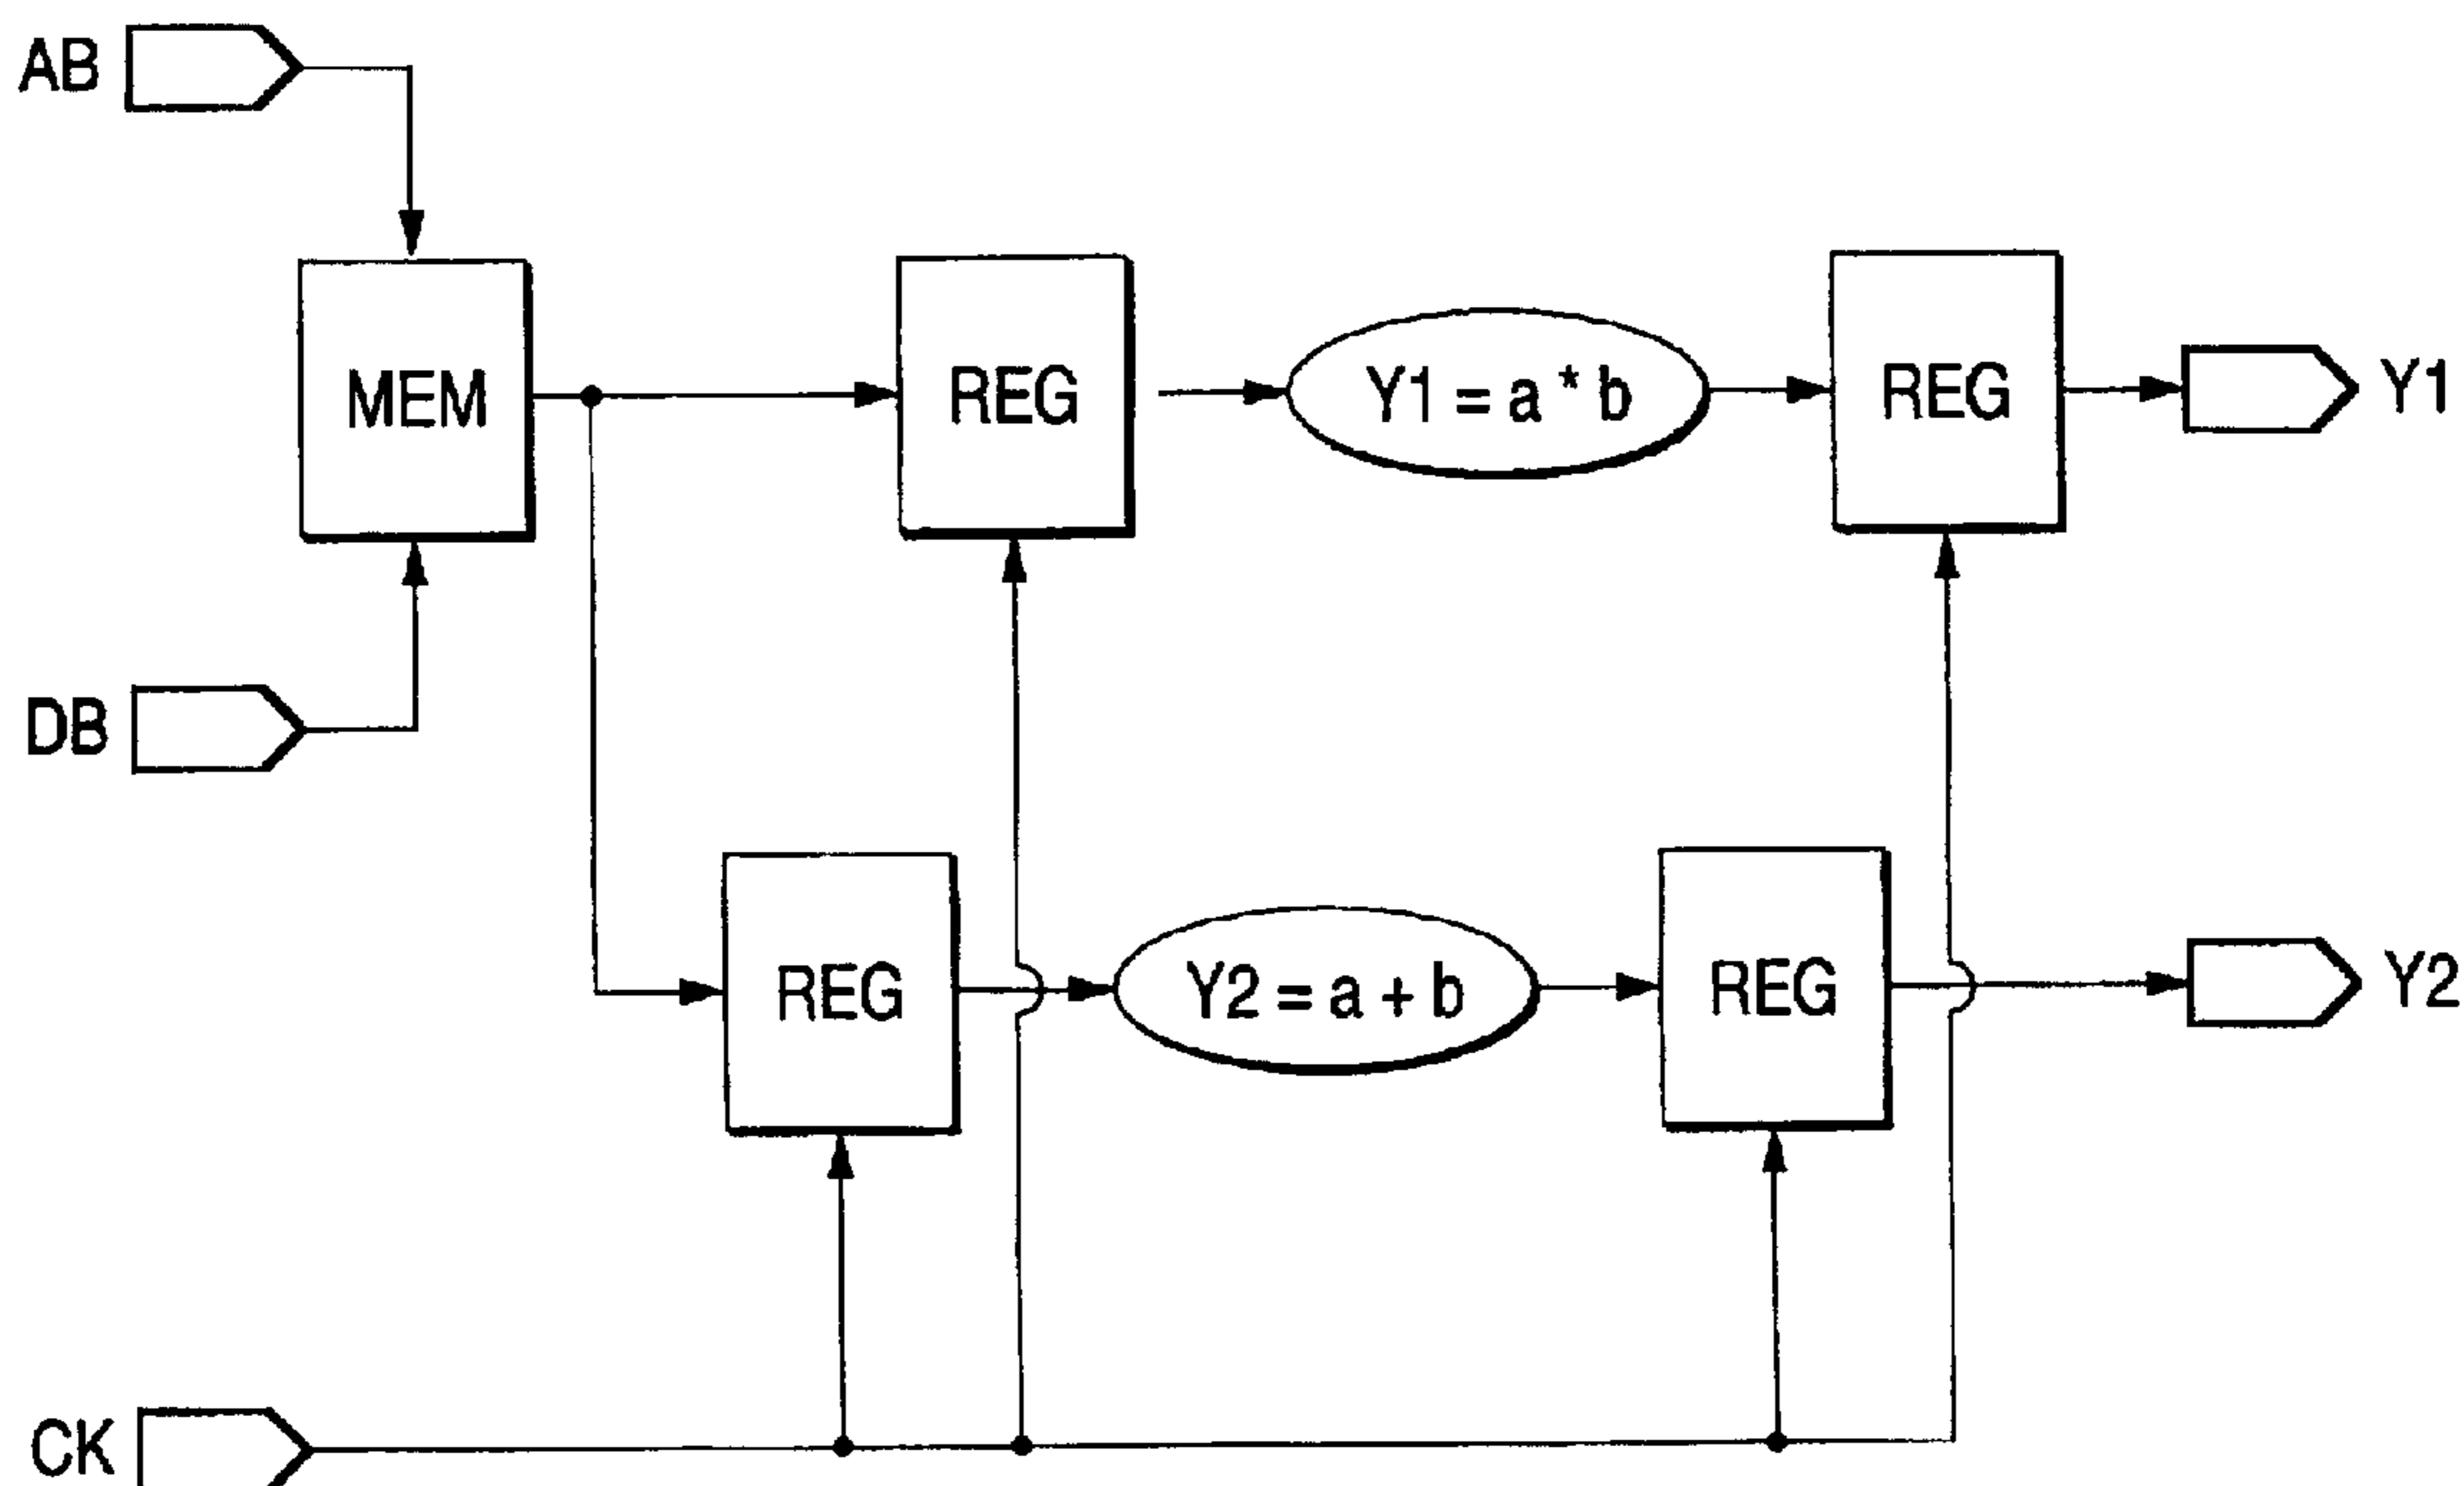 AB
MEM
REG
Y1 = a * b
REG
Y1
DB
REG
Y2 = a + b
REG
Y2
CK